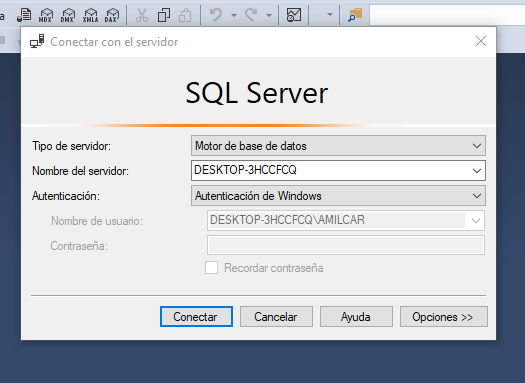 a MDX DMX XMLA DAX
Conectar con el servidor
SQL Server
Tipo de servidor: Motor de base de datos
Nombre del servidor: DESKTOP-3HCCFCQ
Autenticación: Autenticación de Windows
Nombre de usuario: DESKTOP-3HCCFCQ\AMILCAR
Contraseña:
Recordar contraseña
Conectar Cancelar Ayuda Opciones >>